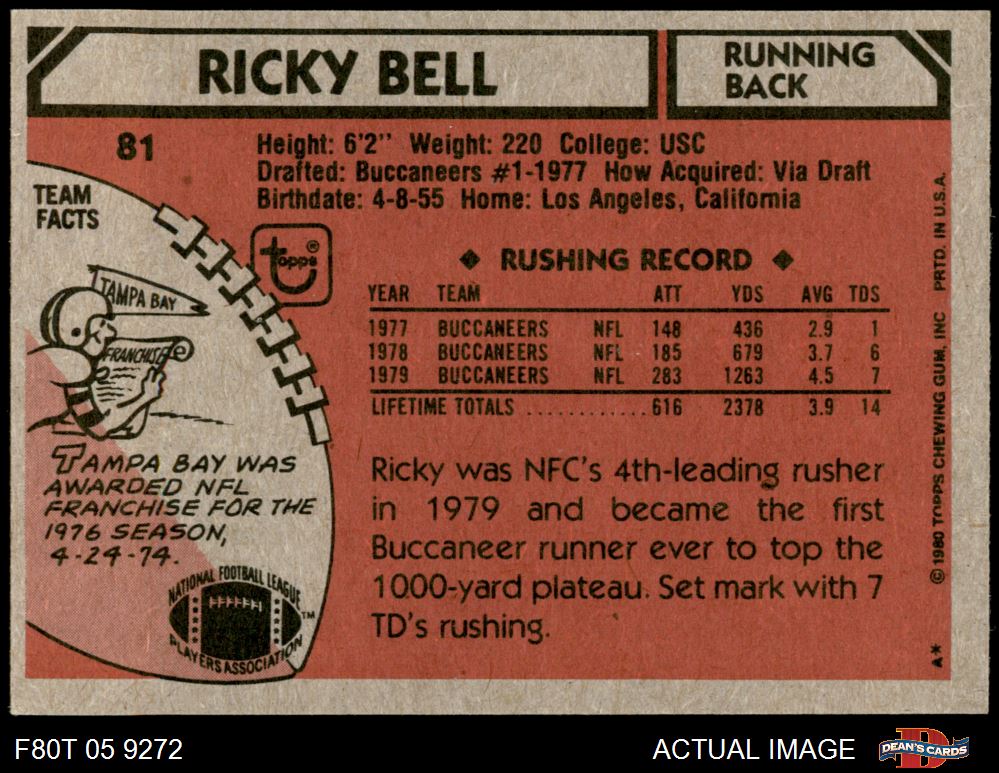 RICKY BELL
RUNNING
BACK
81
Height: 6'2'' Weight: 220 College: USC
Drafted: Buccaneers #1-1977 How Acquired: Via Draft
Birthdate: 4-8-55 Home: Los Angeles, California
TEAM
FACTS
topps®
TAMPA BAY
FRANCHISE
TAMPA BAY WAS
AWARDED NFL
FRANCHISE FOR THE
1976 SEASON,
4-24-74.
NATIONAL FOOTBALL LEAGUE
PLAYERS ASSOCIATION
TM
◆ RUSHING RECORD ◆
YEAR TEAM ATT YDS AVG TDS
1977 BUCCANEERS NFL 148 436 2.9 1
1978 BUCCANEERS NFL 185 679 3.7 6
1979 BUCCANEERS NFL 283 1263 4.5 7
LIFETIME TOTALS ............ 616 2378 3.9 14
Ricky was NFC's 4th-leading rusher
in 1979 and became the first
Buccaneer runner ever to top the
1000-yard plateau. Set mark with 7
TD's rushing.
A* © 1980 TOPPS CHEWING GUM, INC PRTD. IN U.S.A.
F80T 05 9272
ACTUAL IMAGE
D
DEAN'S CARDS